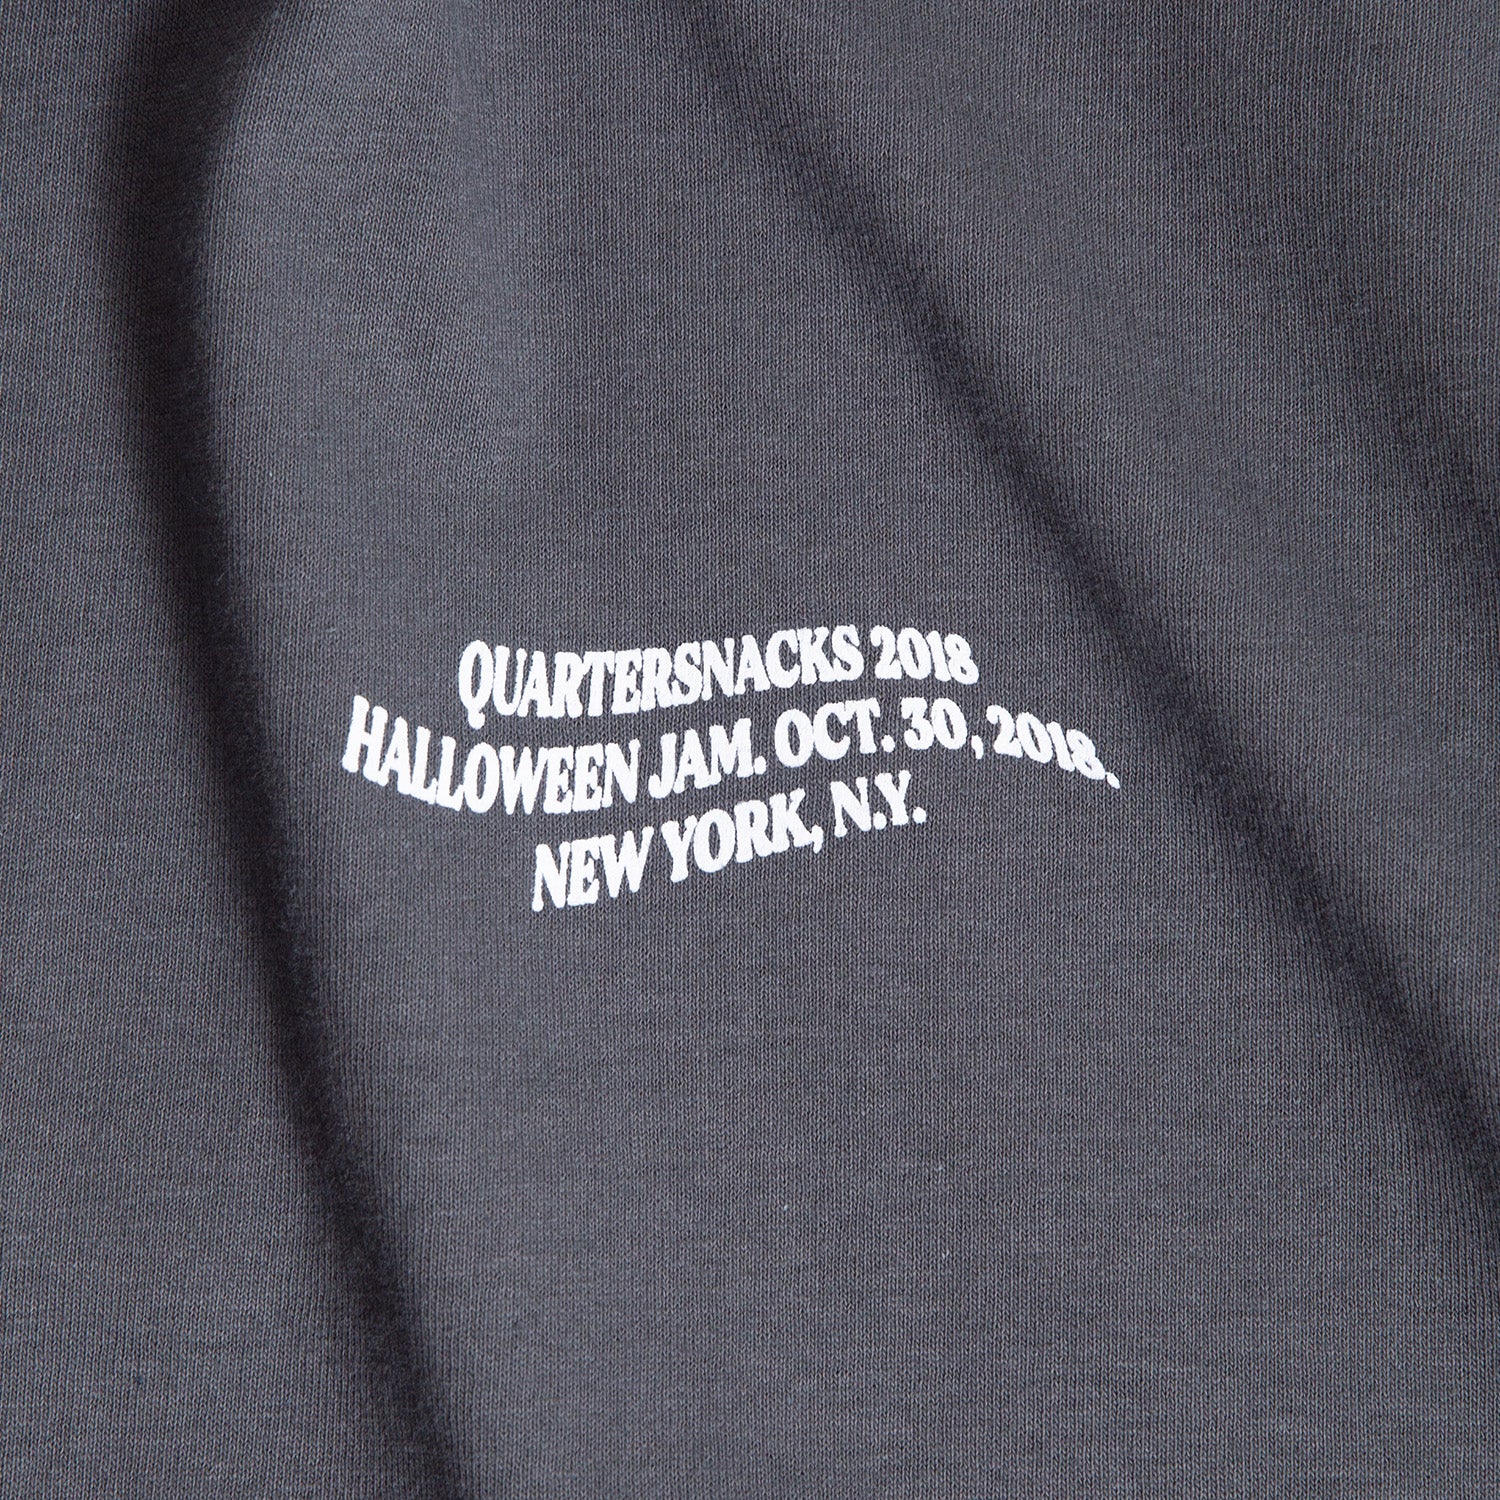 QUARTERSNACKS 2018
HALLOWEEN JAM. OCT. 30, 2018.
NEW YORK, N.Y.